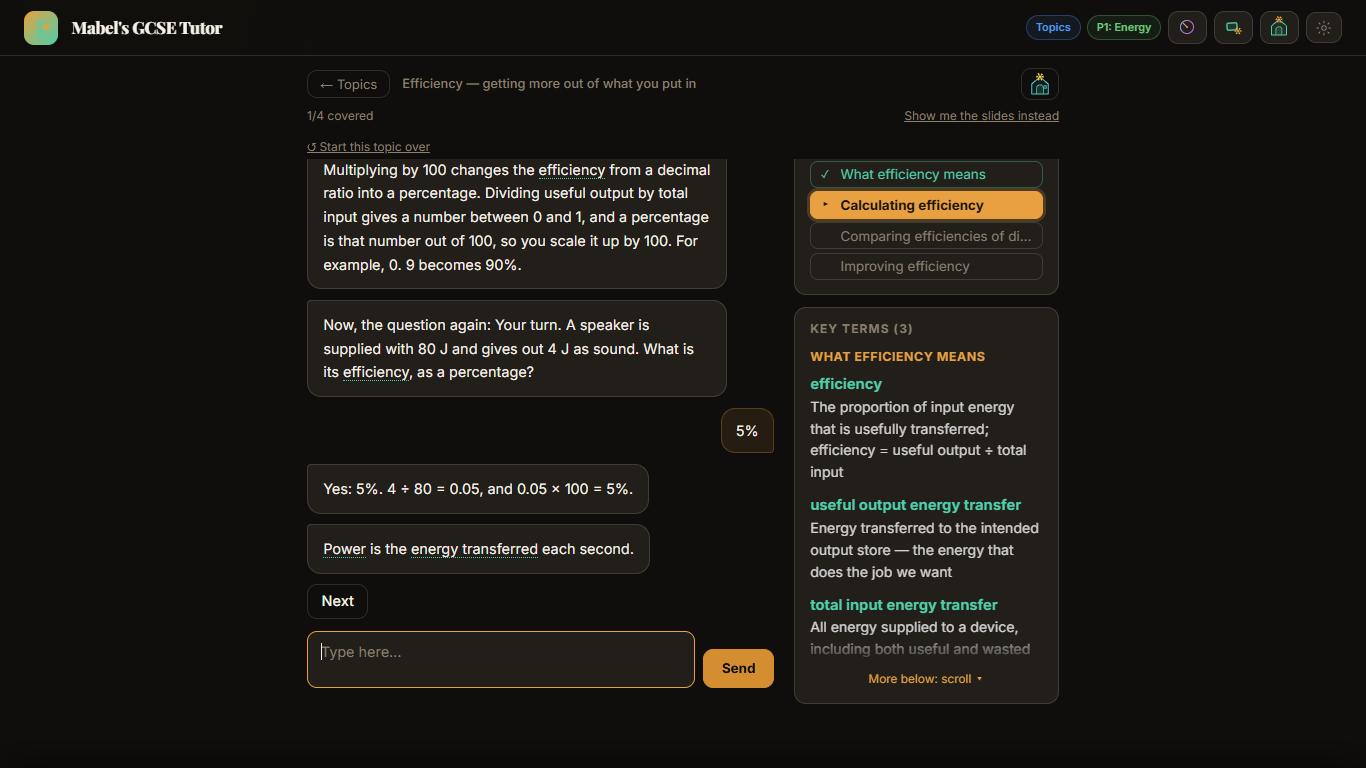 Mabel's GCSE Tutor
Topics
P1: Energy
← Topics
Efficiency — getting more out of what you put in
1/4 covered
Show me the slides instead
↺ Start this topic over
Multiplying by 100 changes the efficiency from a decimal
ratio into a percentage. Dividing useful output by total
input gives a number between 0 and 1, and a percentage
is that number out of 100, so you scale it up by 100. For
example, 0. 9 becomes 90%.
Now, the question again: Your turn. A speaker is
supplied with 80 J and gives out 4 J as sound. What is
its efficiency, as a percentage?
5%
Yes: 5%. 4 ÷ 80 = 0.05, and 0.05 × 100 = 5%.
Power is the energy transferred each second.
Next
Type here...
Send
✓ What efficiency means
▸ Calculating efficiency
Comparing efficiencies of di...
Improving efficiency
KEY TERMS (3)
WHAT EFFICIENCY MEANS
efficiency
The proportion of input energy
that is usefully transferred;
efficiency = useful output ÷ total
input
useful output energy transfer
Energy transferred to the intended
output store — the energy that
does the job we want
total input energy transfer
All energy supplied to a device,
including both useful and wasted
More below: scroll ▾